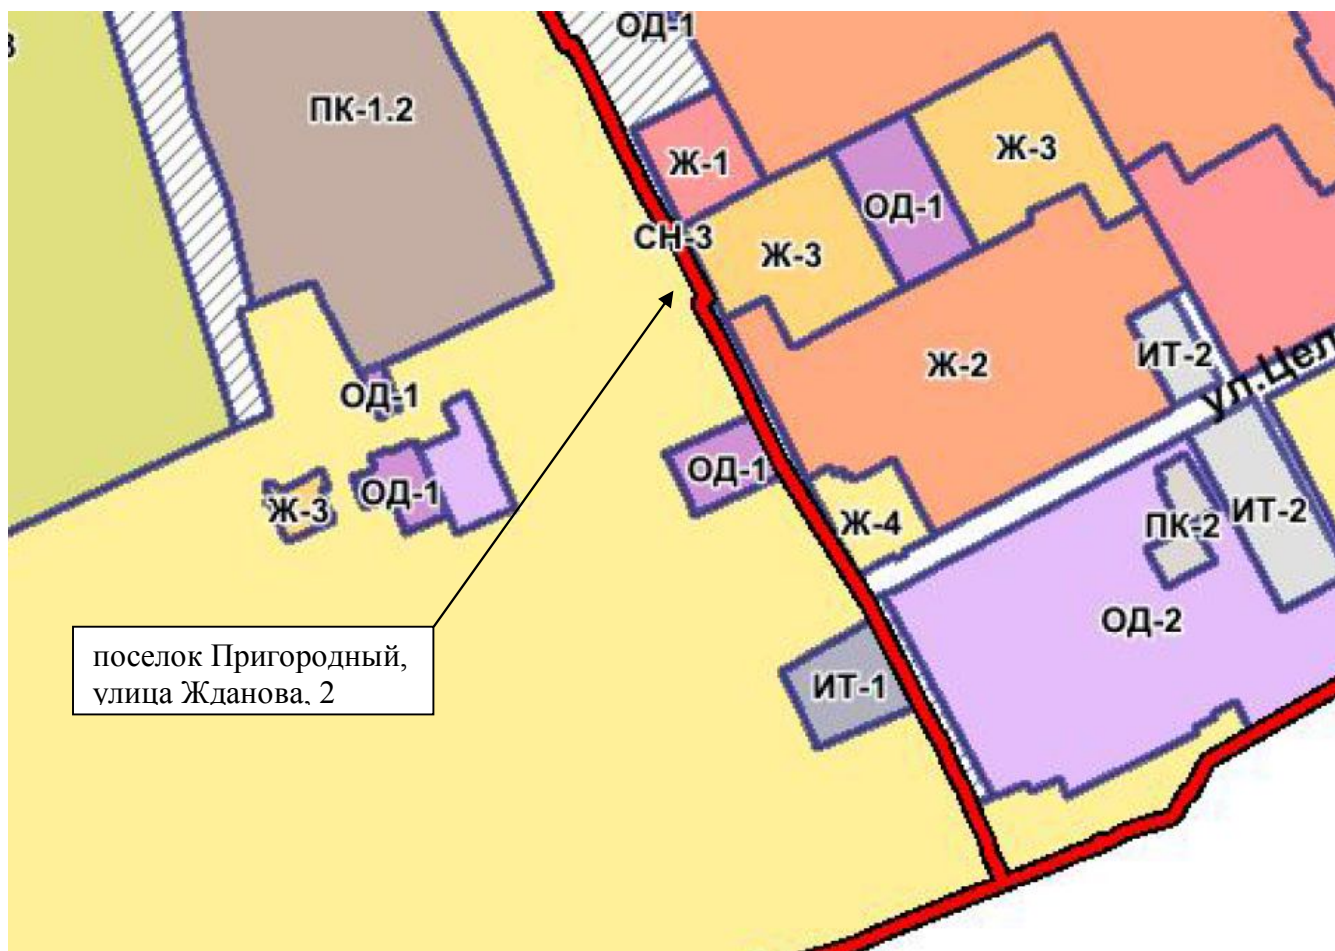 ОД-1
3
ПК-1.2
Ж-1
Ж-3
ОД-1
СН-3
Ж-3
ИТ-2
Ж-2
ул.Цел
ОД-1
ОД-1
Ж-3
ОД-1
ИТ-2
Ж-4
ПК-2
ОД-2
поселок Пригородный,
улица Жданова, 2
ИТ-1